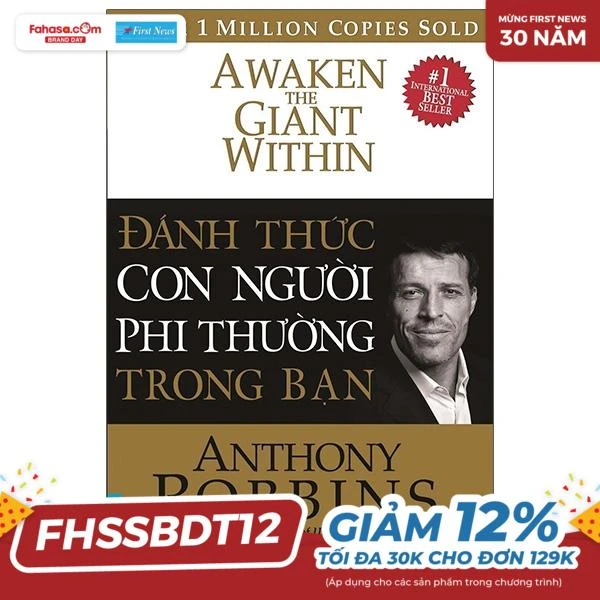 Fahasa.com
BRAND DAY
First News
MỪNG FIRST NEWS
30 NĂM
1 MILLION COPIES SOLD
AWAKEN
THE
GIANT
WITHIN
#1
INTERNATIONAL
BEST
SELLER
ĐÁNH THỨC
CON NGƯỜI
PHI THƯỜNG
TRONG BẠN
ANTHONY
ROBBINS
FHSSBDT12
GIẢM 12%
TỐI ĐA 30K CHO ĐƠN 129K
(Áp dụng cho các sản phẩm trong chương trình)